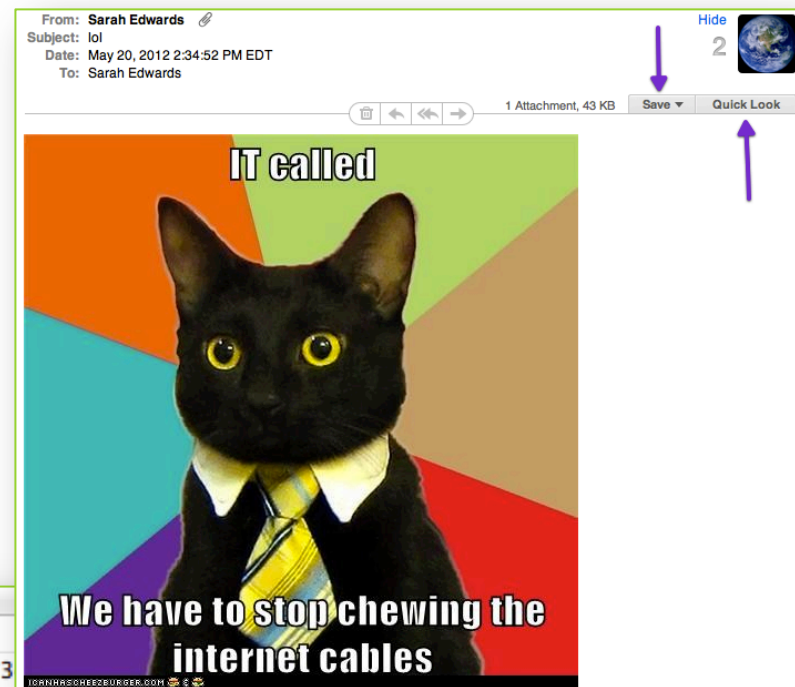 From: Sarah Edwards
Hide
Subject: lol
2
Date: May 20, 2012 2:34:52 PM EDT
To: Sarah Edwards
1 Attachment, 43 KB Save Quick Look
IT called
We have to stop chewing the
internet cables
3
ICANHASCHEEZBURGER.COM